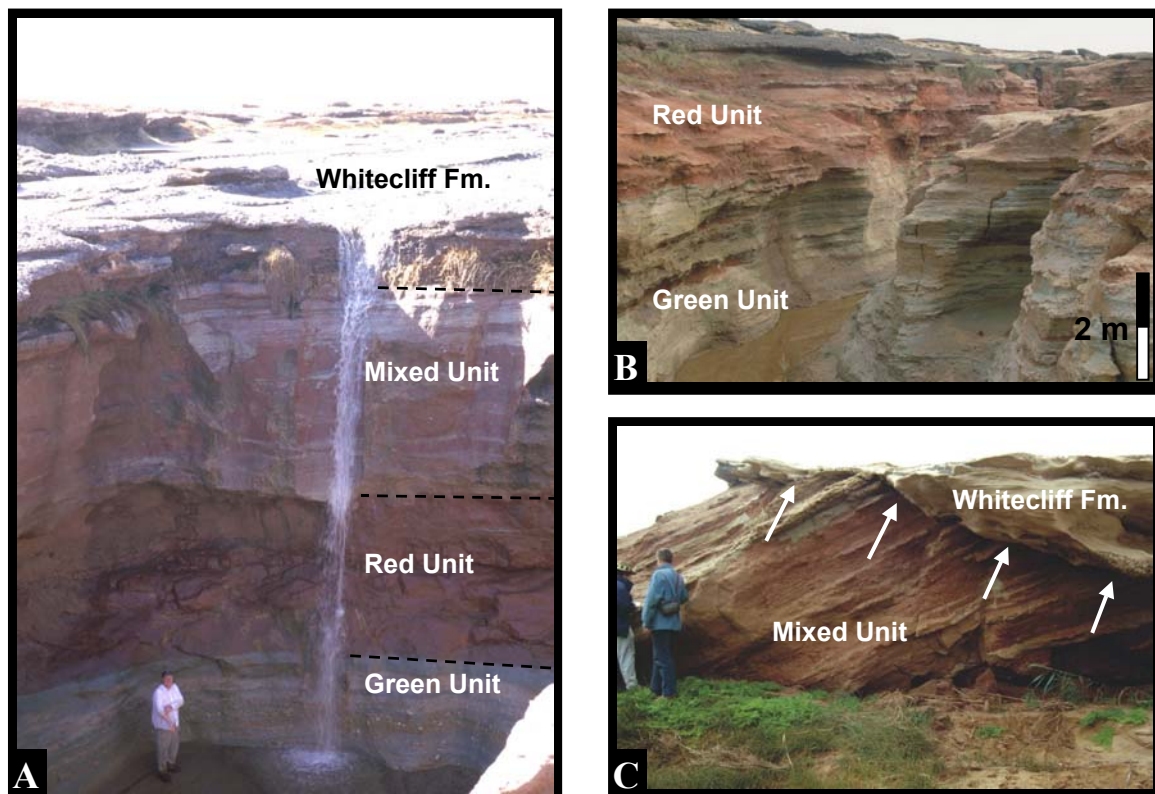 Whitecliff Fm.
Mixed Unit
Red Unit
Green Unit
A
Red Unit
Green Unit
2 m
B
Whitecliff Fm.
Mixed Unit
C